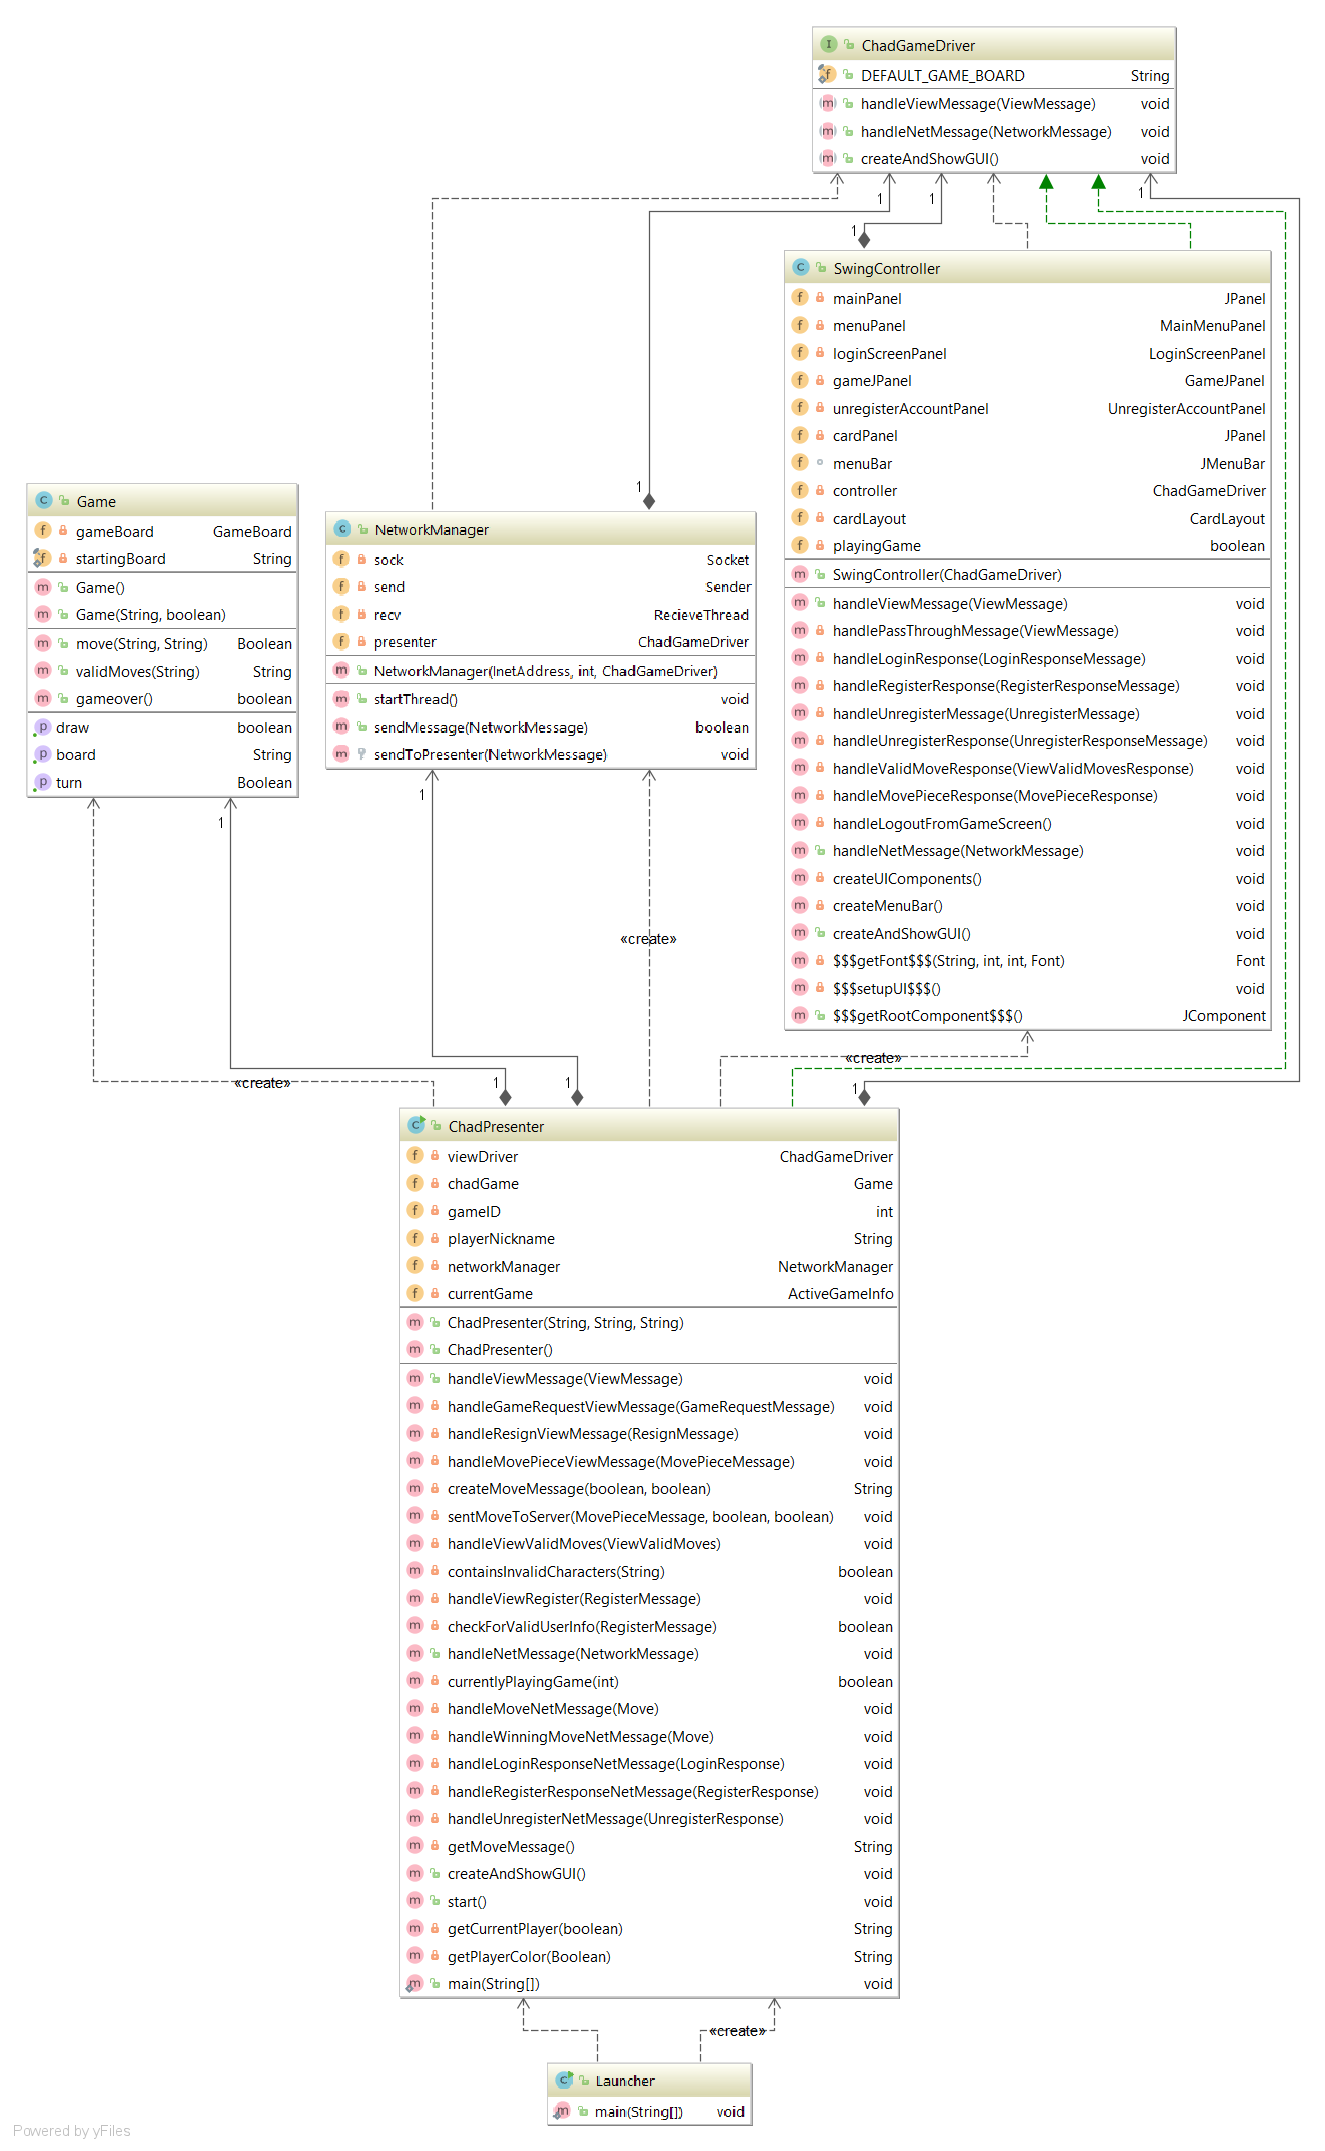 ChadGameDriver
DEFAULT_GAME_BOARD String
handleViewMessage(ViewMessage) void
handleNetMessage(NetworkMessage) void
createAndShowGUI() void
1 1 1
1
SwingController
mainPanel JPanel
menuPanel MainMenuPanel
loginScreenPanel LoginScreenPanel
gameJPanel GameJPanel
unregisterAccountPanel UnregisterAccountPanel
cardPanel JPanel
menuBar JMenuBar
controller ChadGameDriver
cardLayout CardLayout
playingGame boolean
SwingController(ChadGameDriver)
handleViewMessage(ViewMessage) void
handlePassThroughMessage(ViewMessage) void
handleLoginResponse(LoginResponseMessage) void
handleRegisterResponse(RegisterResponseMessage) void
handleUnregisterMessage(UnregisterMessage) void
handleUnregisterResponse(UnregisterResponseMessage) void
handleValidMoveResponse(ViewValidMovesResponse) void
handleMovePieceResponse(MovePieceResponse) void
handleLogoutFromGameScreen() void
handleNetMessage(NetworkMessage) void
createUIComponents() void
createMenuBar() void
createAndShowGUI() void
$$$getFont$$$(String, int, int, Font) Font
$$$setupUI$$$() void
$$$getRootComponent$$$() JComponent
Game
gameBoard GameBoard
startingBoard String
Game()
Game(String, boolean)
move(String, String) Boolean
validMoves(String) String
gameover() boolean
draw boolean
board String
turn Boolean
1
1
NetworkManager
sock Socket
send Sender
recv RecieveThread
presenter ChadGameDriver
NetworkManager(InetAddress, int, ChadGameDriver)
startThread() void
sendMessage(NetworkMessage) boolean
sendToPresenter(NetworkMessage) void
1
«create»
«create»
«create»
1 1 1
ChadPresenter
viewDriver ChadGameDriver
chadGame Game
gameID int
playerNickname String
networkManager NetworkManager
currentGame ActiveGameInfo
ChadPresenter(String, String, String)
ChadPresenter()
handleViewMessage(ViewMessage) void
handleGameRequestViewMessage(GameRequestMessage) void
handleResignViewMessage(ResignMessage) void
handleMovePieceViewMessage(MovePieceMessage) void
createMoveMessage(boolean, boolean) String
sentMoveToServer(MovePieceMessage, boolean, boolean) void
handleViewValidMoves(ViewValidMoves) void
containsInvalidCharacters(String) boolean
handleViewRegister(RegisterMessage) void
checkForValidUserInfo(RegisterMessage) boolean
handleNetMessage(NetworkMessage) void
currentlyPlayingGame(int) boolean
handleMoveNetMessage(Move) void
handleWinningMoveNetMessage(Move) void
handleLoginResponseNetMessage(LoginResponse) void
handleRegisterResponseNetMessage(RegisterResponse) void
handleUnregisterNetMessage(UnregisterResponse) void
getMoveMessage() String
createAndShowGUI() void
start() void
getCurrentPlayer(boolean) String
getPlayerColor(Boolean) String
main(String[]) void
«create»
Launcher
main(String[]) void
Powered by yFiles